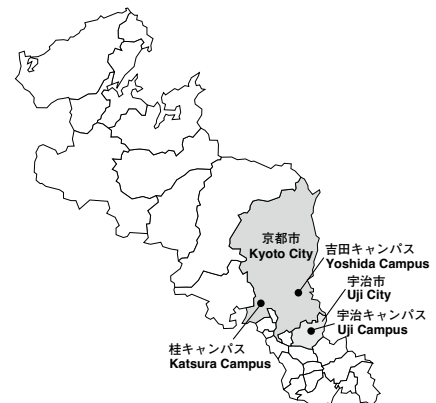 京都市
Kyoto City
吉田キャンパス
Yoshida Campus
宇治市
Uji City
宇治キャンパス
Uji Campus
桂キャンパス
Katsura Campus